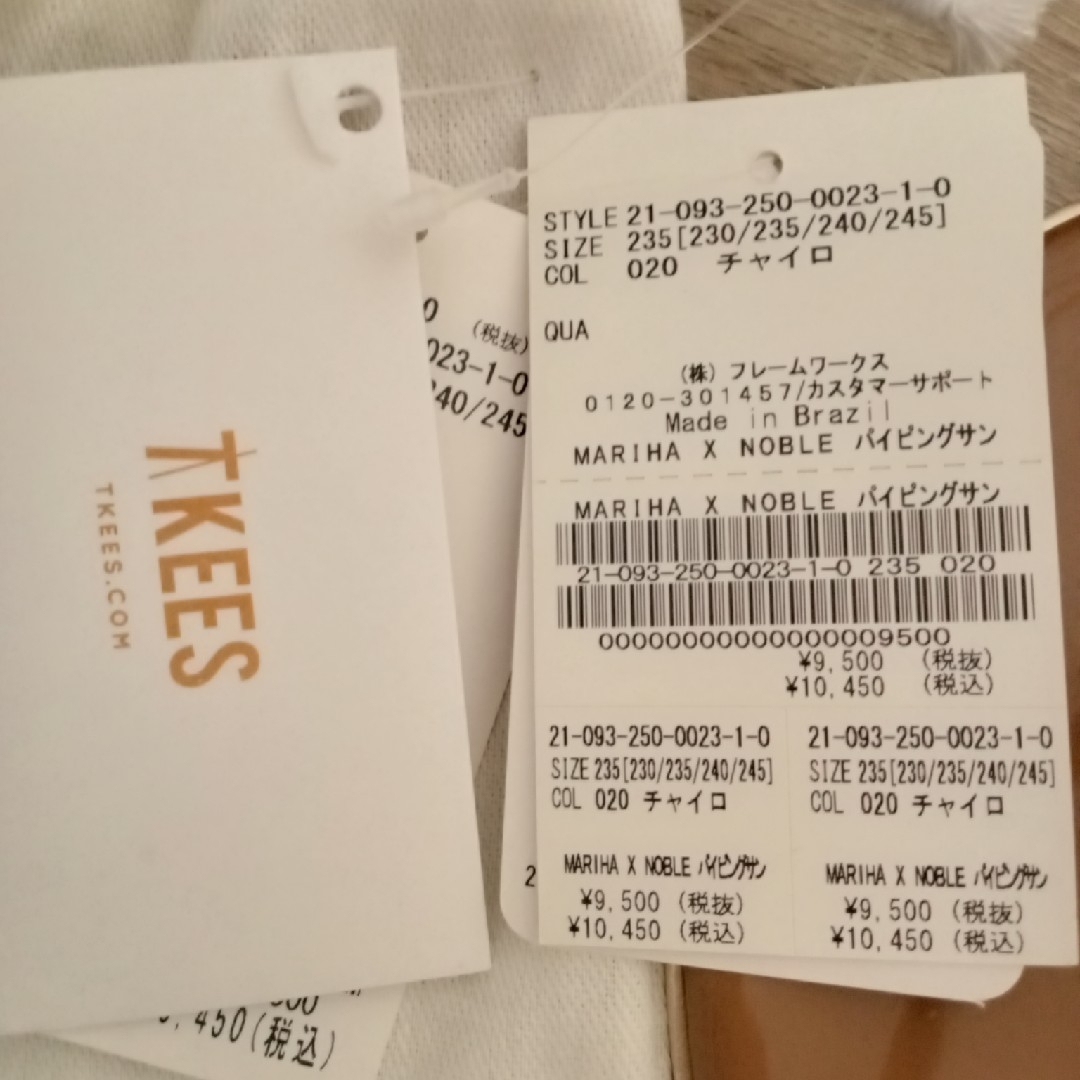 TKEES
TKEES.COM
0
(税抜)
023-1-0
240/245
STYLE 21-093-250-0023-1-0
SIZE 235[230/235/240/245]
COL 020 チャイロ
QUA
(株) フレームワークス
0120-301457/カスタマーサポート
Made in Brazil
MARIHA X NOBLE パイピングサン
MARIHA X NOBLE パイピングサン
21-093-250-0023-1-0 235 020
00000000000000009500
¥9,500 (税抜)
¥10,450 (税込)
21-093-250-0023-1-0
SIZE 235[230/235/240/245]
COL 020 チャイロ
MARIHA X NOBLE パイピングサン
¥9,500 (税抜)
¥10,450 (税込)
21-093-250-0023-1-0
SIZE 235[230/235/240/245]
COL 020 チャイロ
MARIHA X NOBLE パイピングサン
¥9,500 (税抜)
¥10,450 (税込)
2
450(税込)